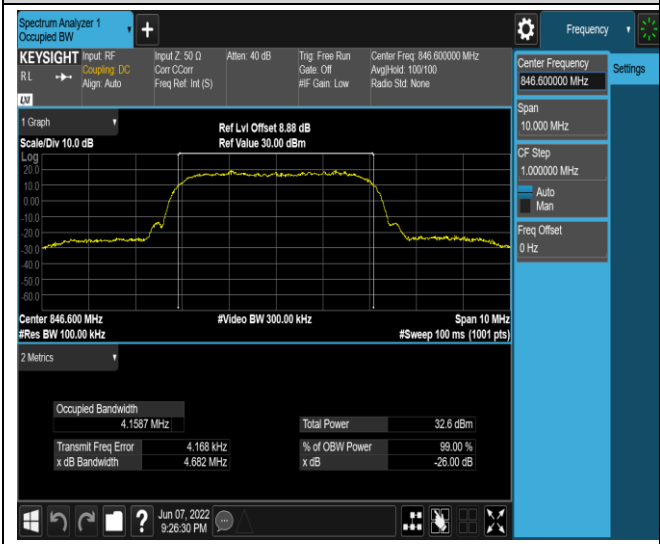 Spectrum Analyzer 1
Occupied BW
+
Frequency
KEYSIGHT
RL
LXI
Input: RF
Coupling: DC
Align: Auto
Input Z: 50 Ω
Corr CCorr
Freq Ref: Int (S)
Atten: 40 dB
Trig: Free Run
Gate: Off
#IF Gain: Low
Center Freq: 846.600000 MHz
Avg|Hold: 100/100
Radio Std: None
Center Frequency
846.600000 MHz
Settings
Span
10.000 MHz
CF Step
1.000000 MHz
Auto
Man
Freq Offset
0 Hz
1 Graph
Scale/Div 10.0 dB
Ref Lvl Offset 8.88 dB
Ref Value 30.00 dBm
Log
20.0
10.0
0.00
-10.0
-20.0
-30.0
-40.0
-50.0
-60.0
Center 846.600 MHz
#Video BW 300.00 kHz
Span 10 MHz
#Res BW 100.00 kHz
#Sweep 100 ms (1001 pts)
2 Metrics
Occupied Bandwidth
4.1587 MHz
Total Power 32.6 dBm
Transmit Freq Error 4.168 kHz
% of OBW Power 99.00 %
x dB Bandwidth 4.682 MHz
x dB -26.00 dB
?
Jun 07, 2022
9:26:30 PM